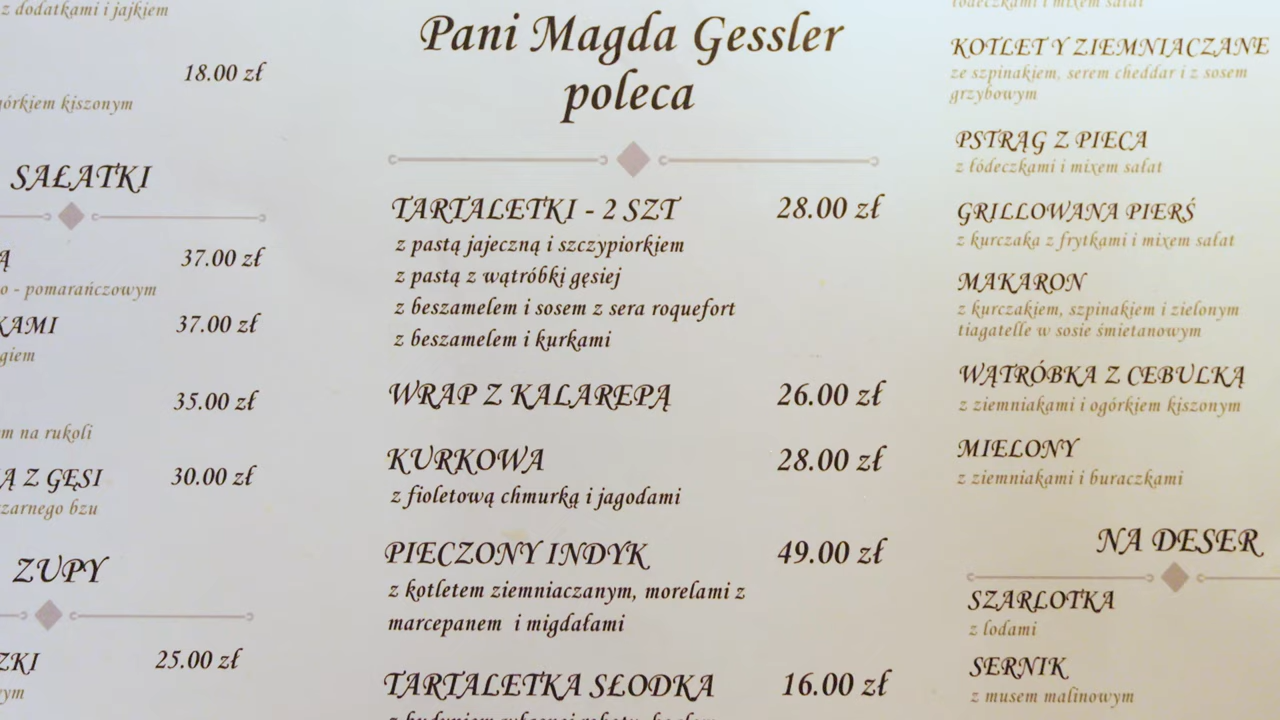 z dodatkami i jajkiem
18.00 zł
ogórkiem kiszonym
SAŁATKI
37.00 zł
- pomarańczowym
37.00 zł
35.00 zł
na rukoli
Z GĘSI 30.00 zł
czarnego bzu
ZUPY
25.00 zł
Pani Magda Gessler
poleca
TARTALETKI - 2 SZT 28.00 zł
z pastą jajeczną i szczypiorkiem
z pastą z wątróbki gęsiej
z beszamelem i sosem z sera roquefort
z beszamelem i kurkami
WRAP Z KALAREPĄ 26.00 zł
KURKOWA 28.00 zł
z fioletową chmurką i jagodami
PIECZONY INDYK 49.00 zł
z kotletem ziemniaczanym, morelami z
marcepanem i migdałami
TARTALETKA SŁODKA 16.00 zł
łódeczkami i mixem sałat
KOTLETY ZIEMNIACZANE
ze szpinakiem, serem cheddar i z sosem
grzybowym
PSTRĄG Z PIECA
z łódeczkami i mixem sałat
GRILLOWANA PIERŚ
z kurczaka z frytkami i mixem sałat
MAKARON
z kurczakiem, szpinakiem i zielonym
tiagatelle w sosie śmietanowym
WĄTRÓBKA Z CEBULKĄ
z ziemniakami i ogórkiem kiszonym
MIELONY
z ziemniakami i buraczkami
NA DESER
SZARLOTKA
z lodami
SERNIK
z musem malinowym